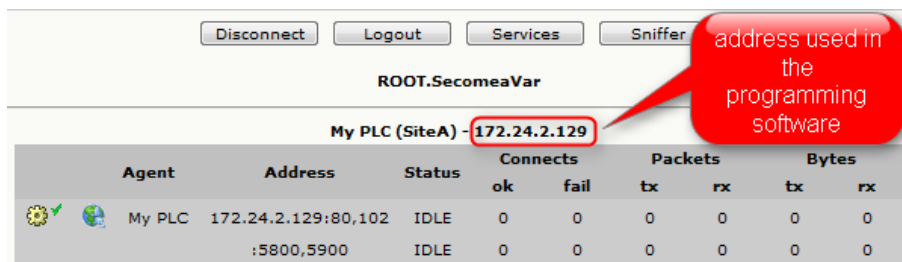 Disconnect Logout Services Sniffer
address used in
the
programming
software
ROOT.SecomeaVar
My PLC (SiteA) - 172.24.2.129
Agent Address Status Connects Packets Bytes
ok fail tx rx tx rx
My PLC 172.24.2.129:80,102 IDLE 0 0 0 0 0 0
:5800,5900 IDLE 0 0 0 0 0 0